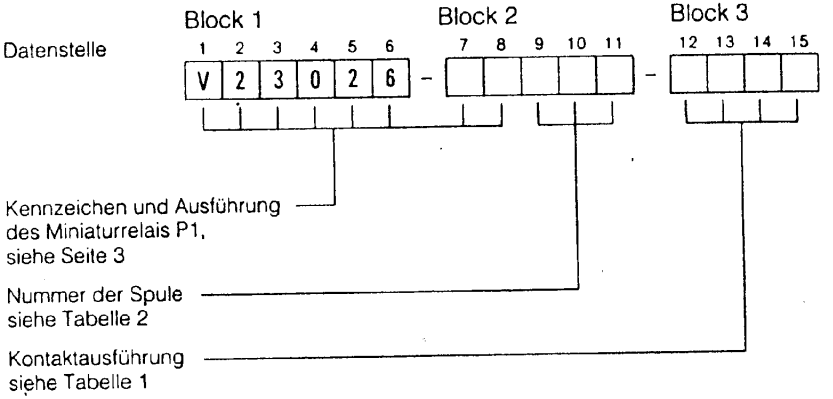 Block 1 Block 2 Block 3
Datenstelle 1 2 3 4 5 6 7 8 9 10 11 12 13 14 15
V 2 3 0 2 6 - -
Kennzeichen und Ausführung
des Miniaturrelais P1,
siehe Seite 3
Nummer der Spule
siehe Tabelle 2
Kontaktausführung
siehe Tabelle 1